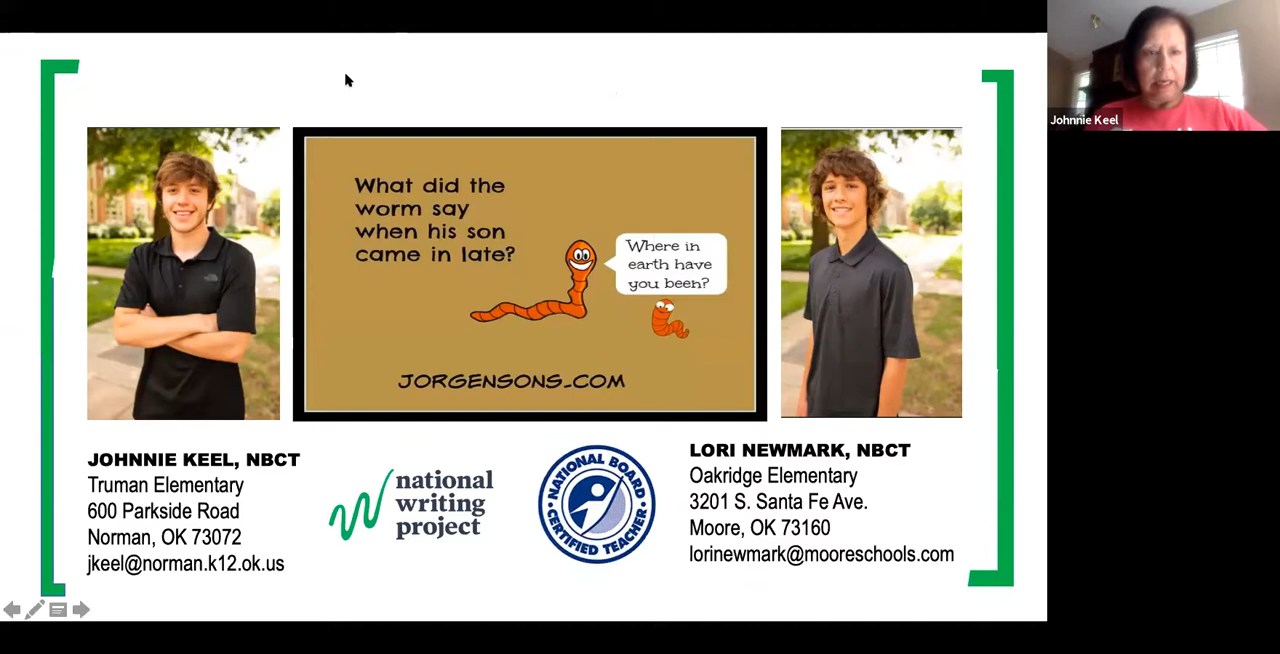 What did the
worm say
when his son
came in late?
Where in
earth have
you been?
JORGENSONS.COM
JOHNNIE KEEL, NBCT
Truman Elementary
600 Parkside Road
Norman, OK 73072
jkeel@norman.k12.ok.us
national
writing
project
NATIONAL BOARD
CERTIFIED TEACHER
LORI NEWMARK, NBCT
Oakridge Elementary
3201 S. Santa Fe Ave.
Moore, OK 73160
lorinewmark@mooreschools.com
Johnnie Keel